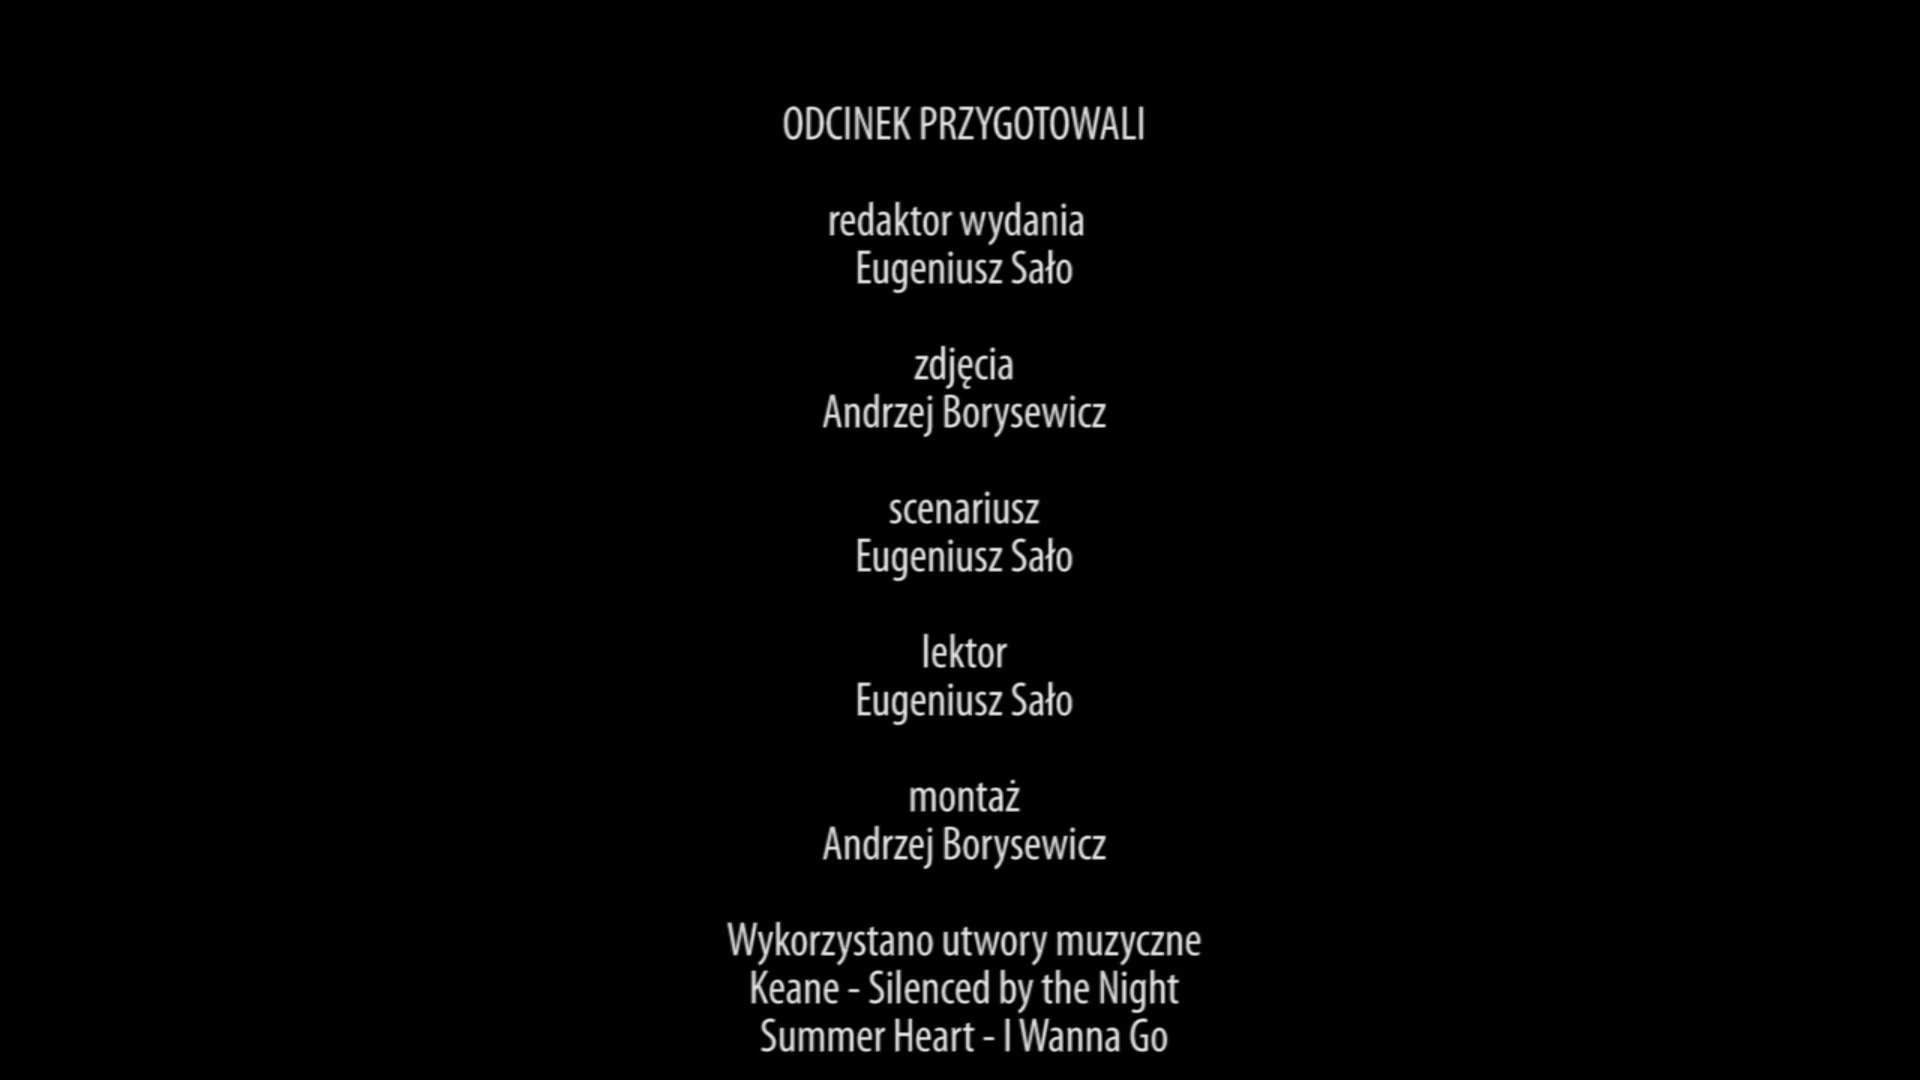 ODCINEK PRZYGOTOWALI
redaktor wydania
Eugeniusz Sało
zdjęcia
Andrzej Borysewicz
scenariusz
Eugeniusz Sało
lektor
Eugeniusz Sało
montaż
Andrzej Borysewicz
Wykorzystano utwory muzyczne
Keane - Silenced by the Night
Summer Heart - I Wanna Go